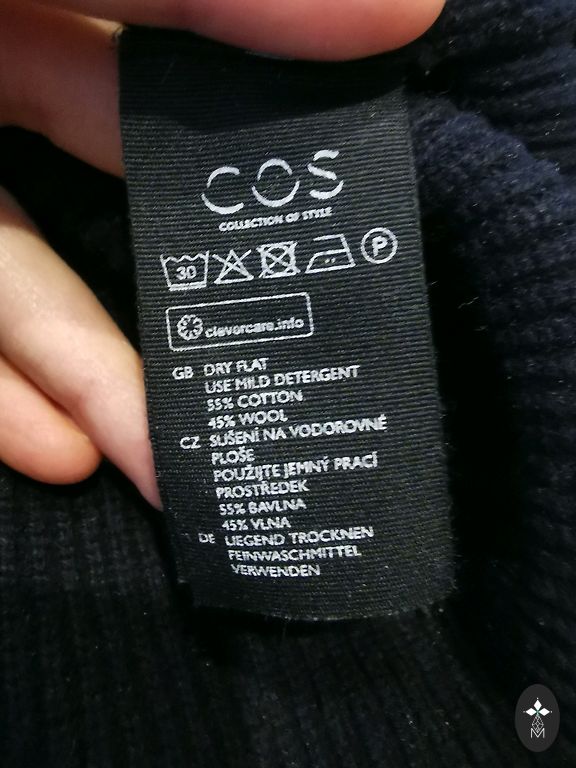 COS
COLLECTION OF STYLE
30
P
clevercare.info
GB DRY FLAT
USE MILD DETERGENT
55% COTTON
45% WOOL
CZ SUŠENÍ NA VODOROVNÉ
PLOŠE
POUŽIJTE JEMNÝ PRACÍ
PROSTŘEDEK
55% BAVLNA
45% VLNA
DE LIEGEND TROCKNEN
FEINWASCHMITTEL
VERWENDEN
M